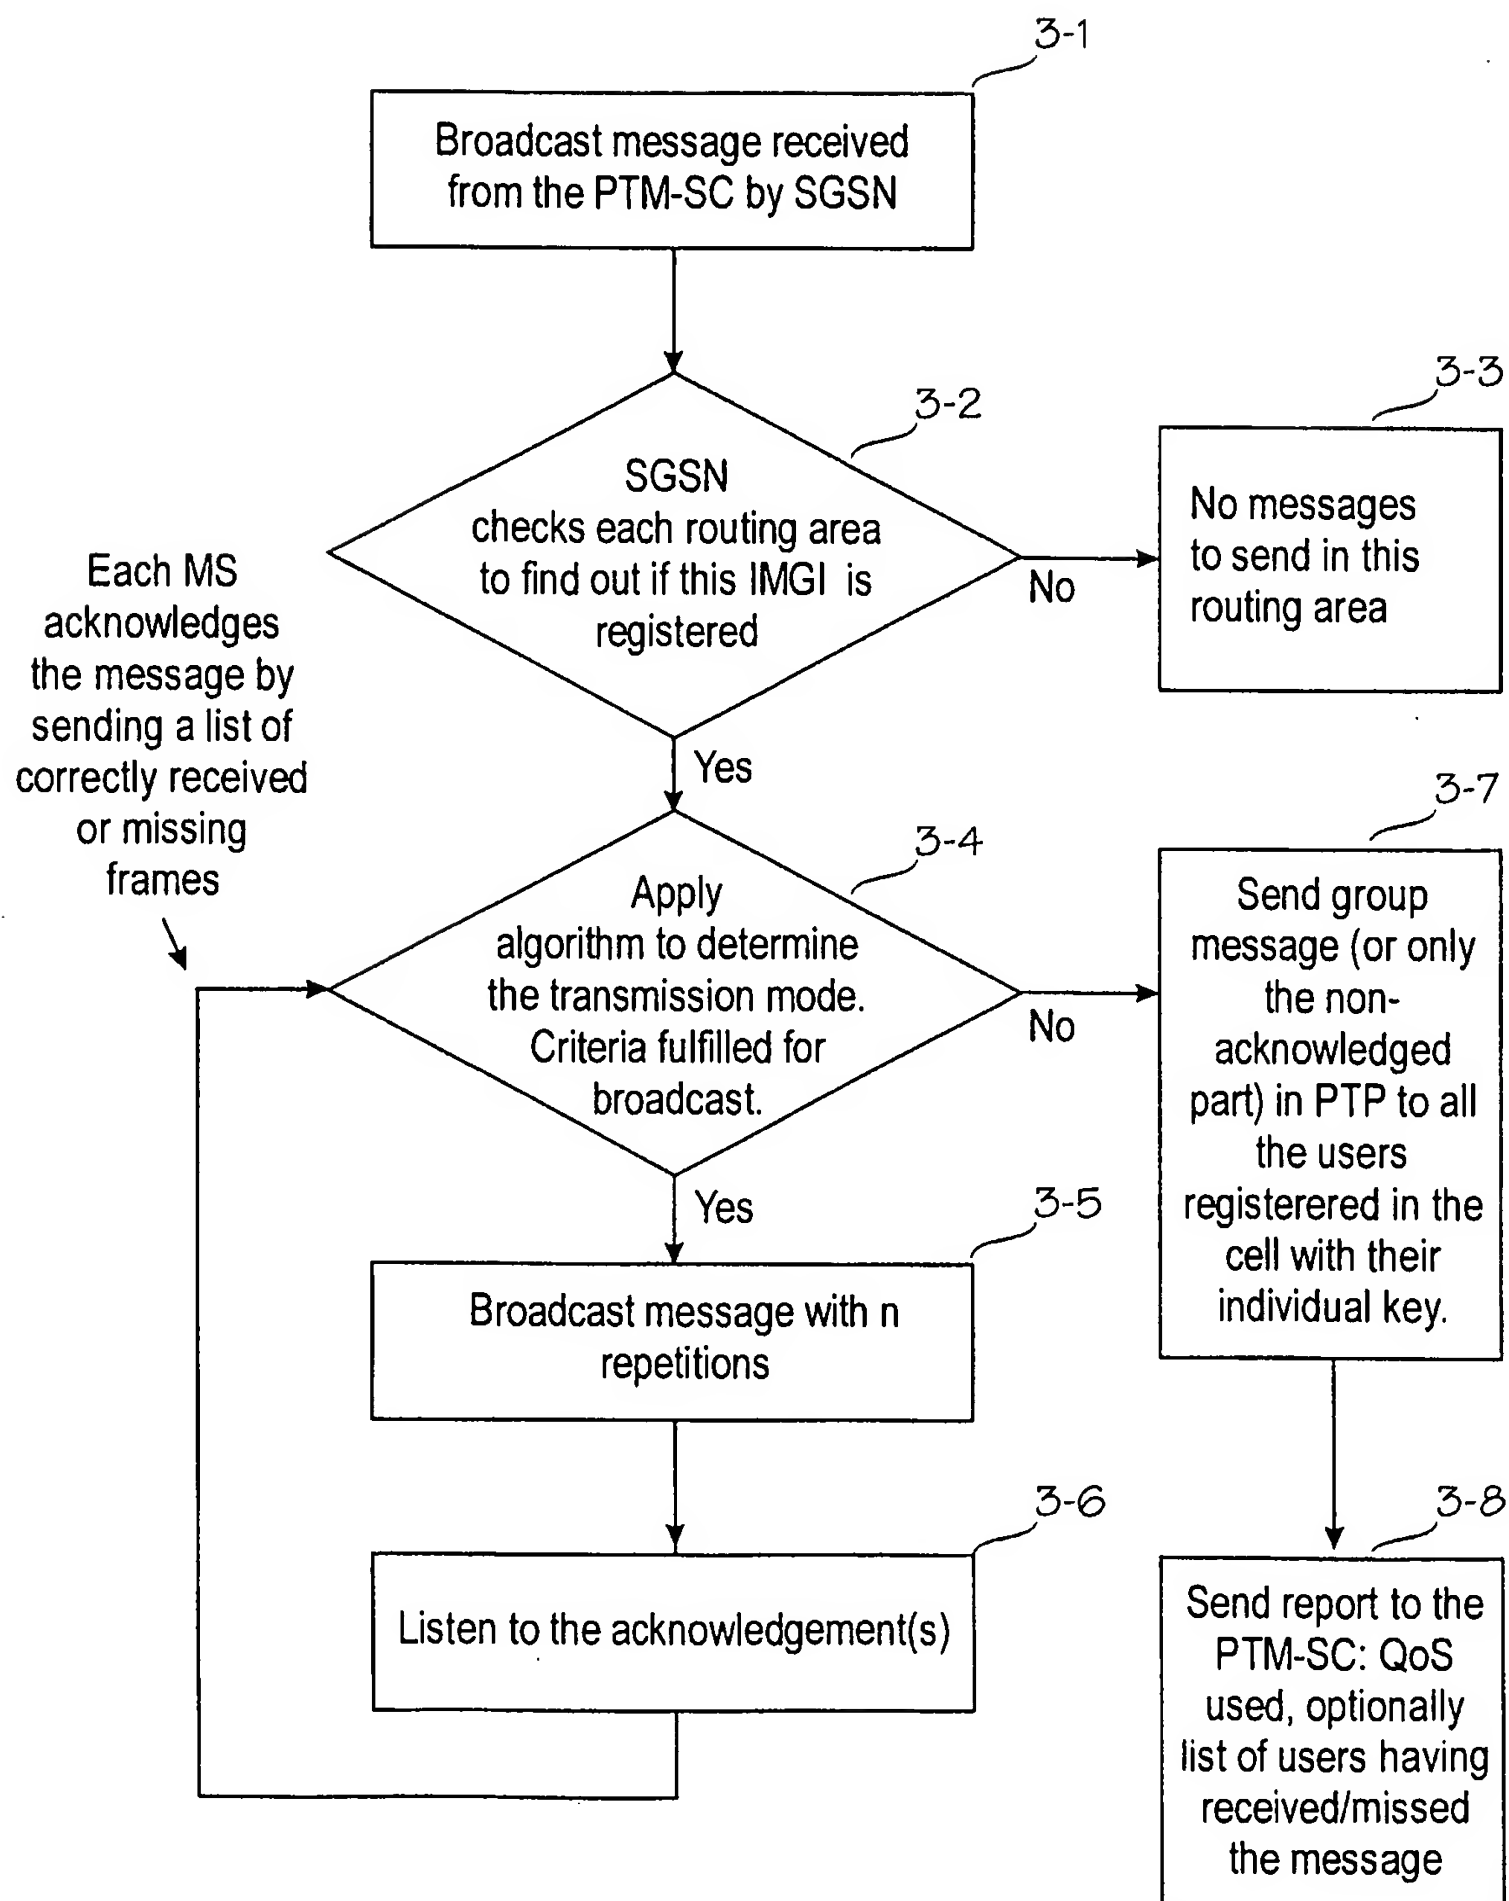 3-1
Broadcast message received
from the PTM-SC by SGSN
3-2
SGSN
checks each routing area
to find out if this IMGI is
registered
No
Yes
3-3
No messages
to send in this
routing area
Each MS
acknowledges
the message by
sending a list of
correctly received
or missing
frames
3-4
Apply
algorithm to determine
the transmission mode.
Criteria fulfilled for
broadcast.
No
Yes
3-7
Send group
message (or only
the non-
acknowledged
part) in PTP to all
the users
registerered in the
cell with their
individual key.
3-5
Broadcast message with n
repetitions
3-6
Listen to the acknowledgement(s)
3-8
Send report to the
PTM-SC: QoS
used, optionally
list of users having
received/missed
the message